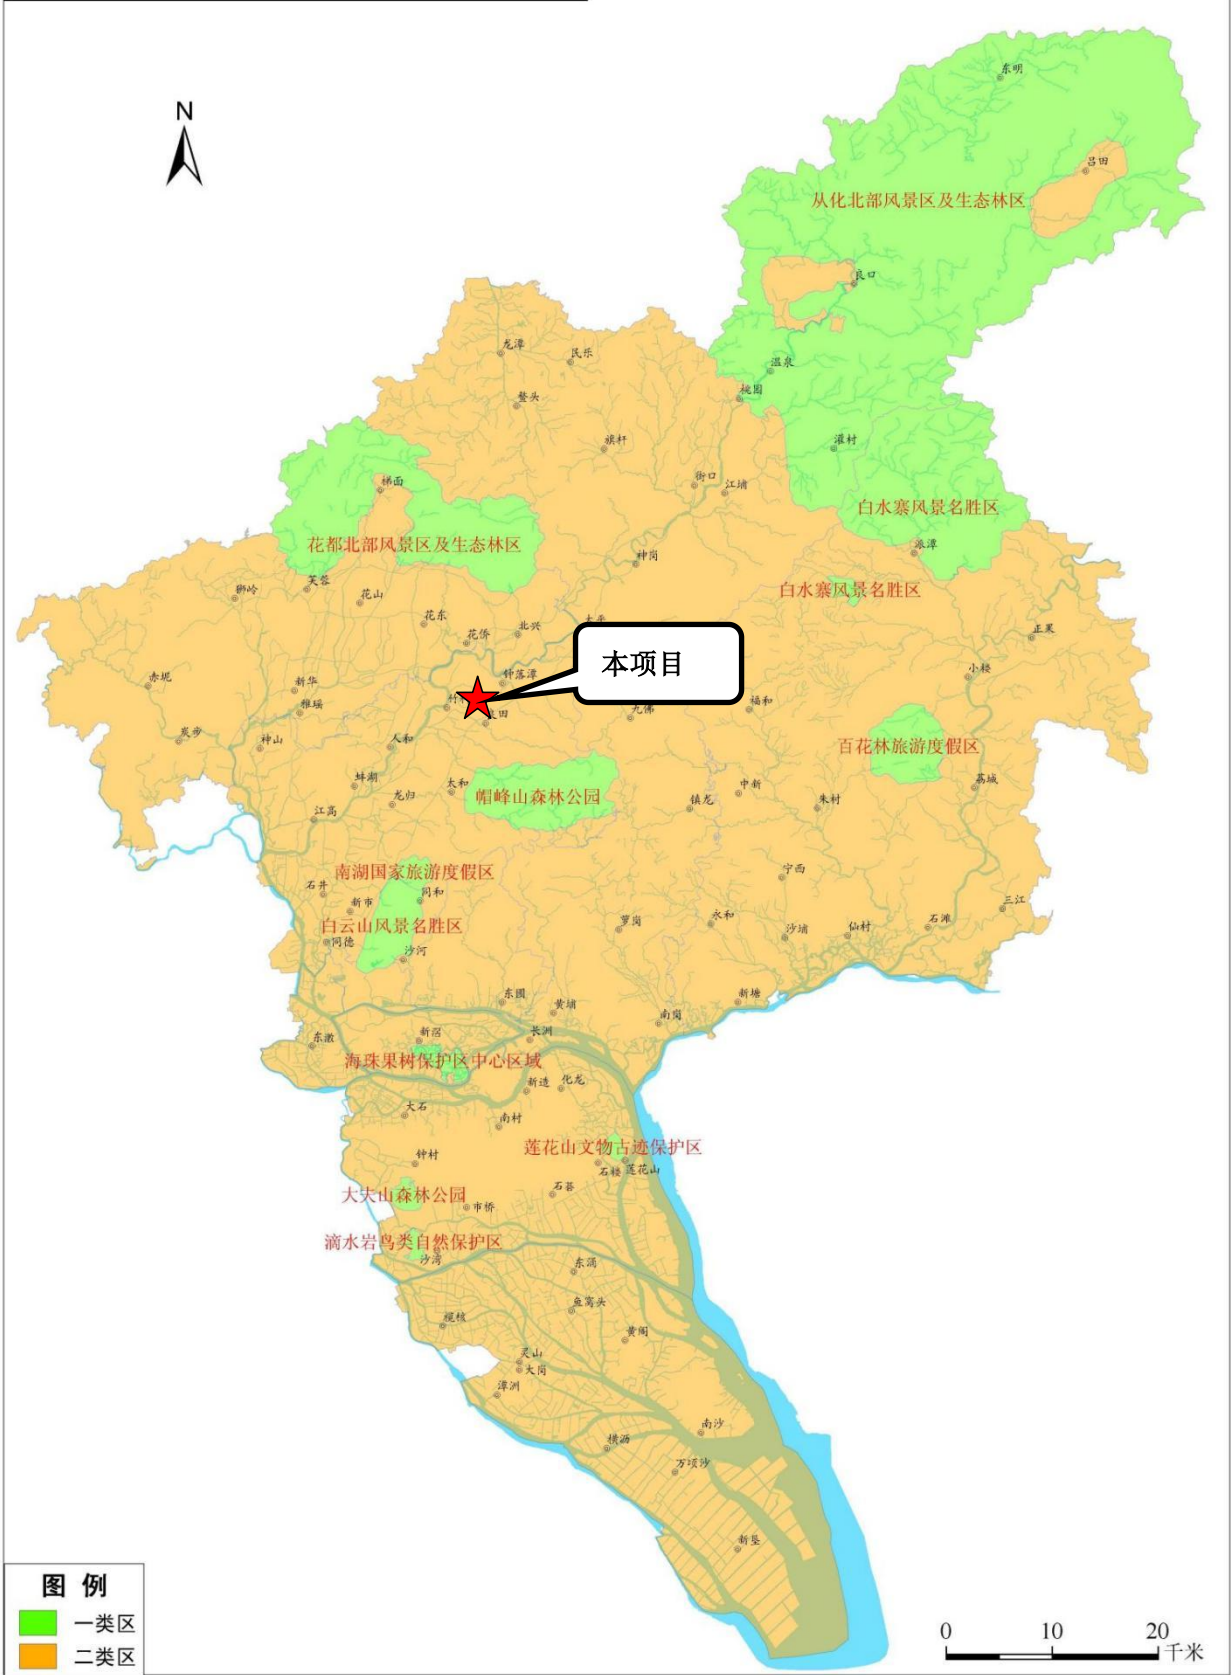 N
东明
吕田
从化北部风景区及生态林区
良口
龙潭
民乐
温泉
桃园
鳌头
旗杆
灌村
梯面
街口
江埔
白水寨风景名胜区
花都北部风景区及生态林区
派潭
神岗
芙蓉
狮岭
花山
白水寨风景名胜区
花东
北兴
太平
花侨
正果
本项目
小楼
钟落潭
赤坭
新华
竹料
雅瑶
福和
九佛
炭步
神山
人和
百花林旅游度假区
蚌湖
太和
荔城
中新
帽峰山森林公园
龙归
镇龙
朱村
江高
南湖国家旅游度假区
宁西
石井
同和
新市
三江
白云山风景名胜区
萝岗
永和
石滩
仙村
沙埔
同德
沙河
东圃
新塘
黄埔
南岗
新滘
长洲
东漖
海珠果树保护区中心区域
新造
化龙
大石
南村
莲花山文物古迹保护区
钟村
石楼
莲花山
石碁
大夫山森林公园
市桥
滴水岩鸟类自然保护区
沙湾
东涌
鱼窝头
榄核
黄阁
灵山
大岗
潭洲
南沙
横沥
万顷沙
新垦
图 例
一类区
二类区
0 10 20
千米